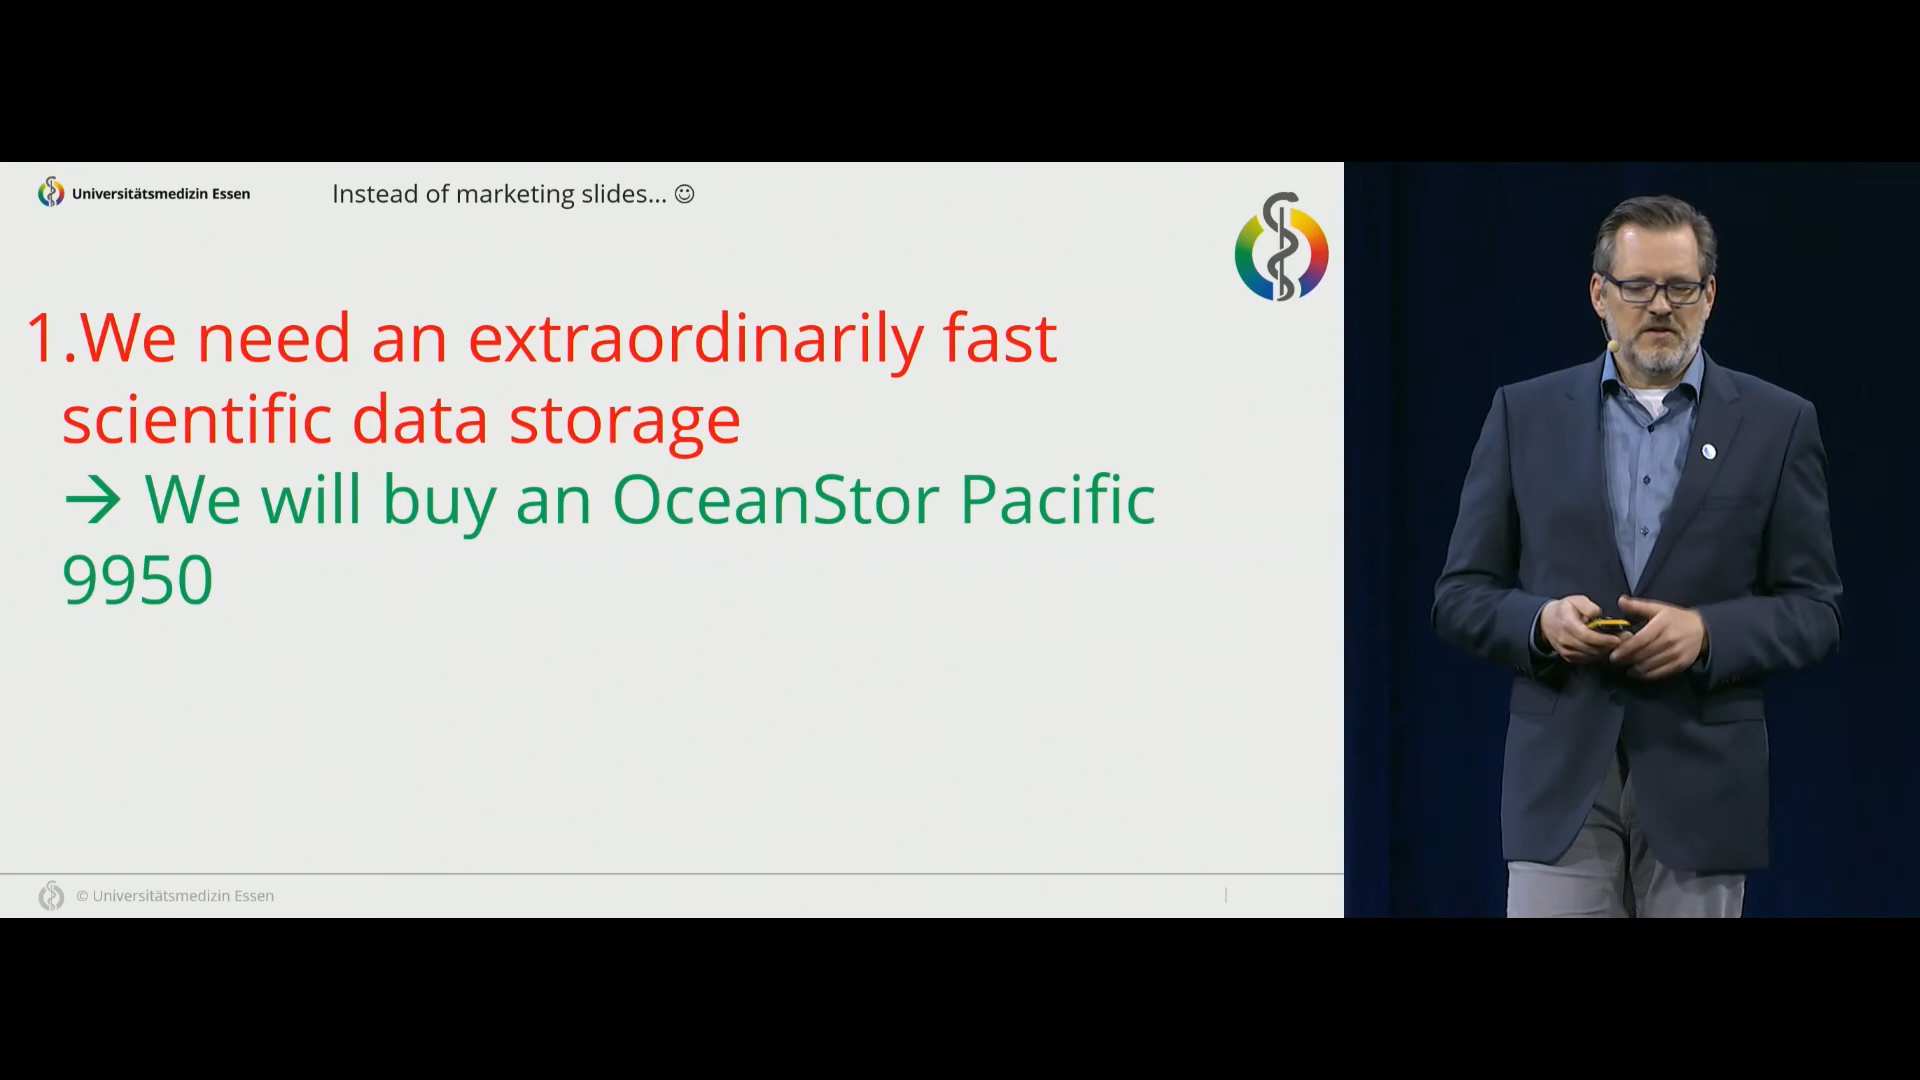 Universitätsmedizin Essen
Instead of marketing slides... ☺
1.We need an extraordinarily fast
scientific data storage
→ We will buy an OceanStor Pacific
9950
© Universitätsmedizin Essen
|